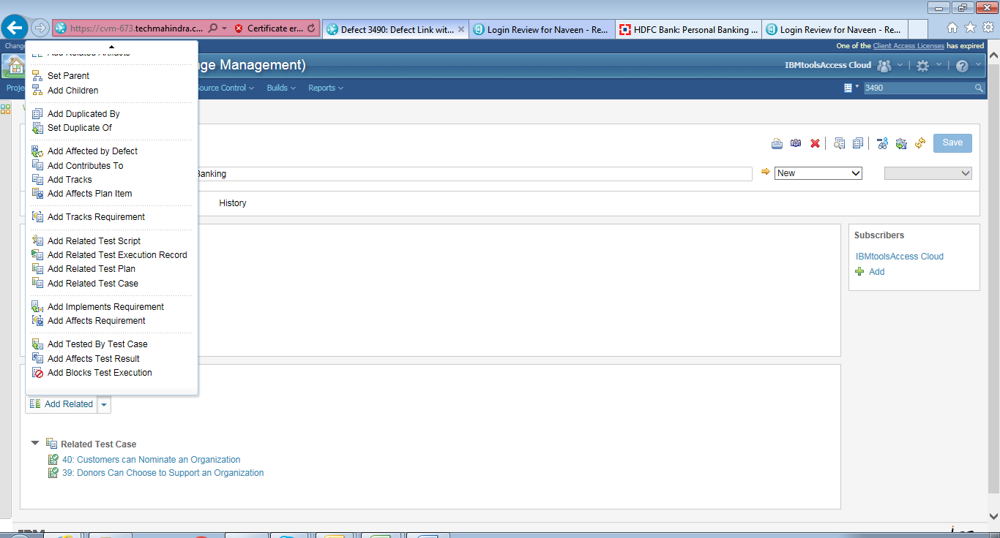 https://cvm-673.techmahindra.c...
Certificate er...
Defect 3490: Defect Link wit...
Login Review for Naveen - Re...
HDFC Bank: Personal Banking ...
Login Review for Naveen - Re...
Chang
One of the Client Access Licenses has expired
Add Related Artifacts
ge Management)
IBMtoolsAccess Cloud
Set Parent
Add Children
Proje
Source Control
Builds
Reports
3490
Add Duplicated By
Set Duplicate Of
Save
Add Affected by Defect
Add Contributes To
Add Tracks
Add Affects Plan Item
Banking
New
History
Add Tracks Requirement
Add Related Test Script
Add Related Test Execution Record
Add Related Test Plan
Add Related Test Case
Subscribers
IBMtoolsAccess Cloud
Add
Add Implements Requirement
Add Affects Requirement
Add Tested By Test Case
Add Affects Test Result
Add Blocks Test Execution
Add Related
Related Test Case
40: Customers can Nominate an Organization
39: Donors Can Choose to Support an Organization